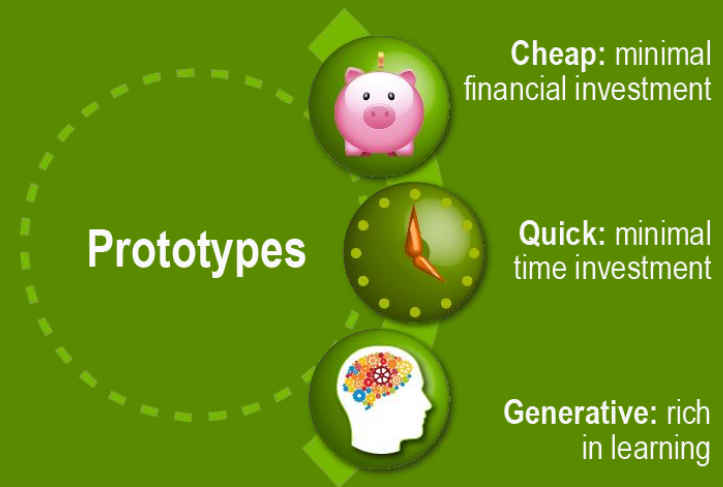 Prototypes
Cheap: minimal
financial investment
Quick: minimal
time investment
Generative: rich
in learning